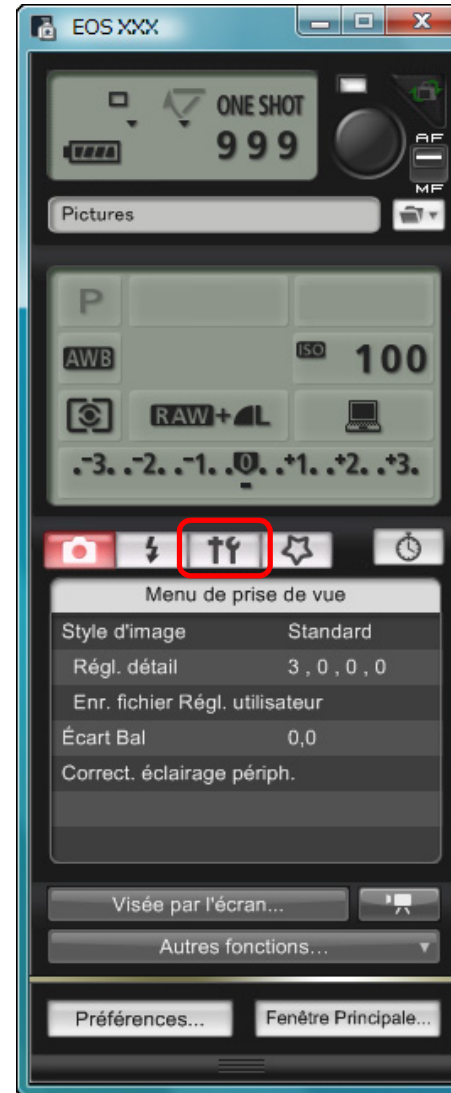 EOS XXX
ONE SHOT
999
AF
MF
Pictures
P
AWB
ISO 100
RAW+L
.-3. .-2. .-1. .0. .+1. .+2. .+3.
Menu de prise de vue
Style d'image Standard
Régl. détail 3 , 0 , 0 , 0
Enr. fichier Régl. utilisateur
Écart Bal 0,0
Correct. éclairage périph.
Visée par l'écran...
Autres fonctions...
Préférences... Fenêtre Principale...